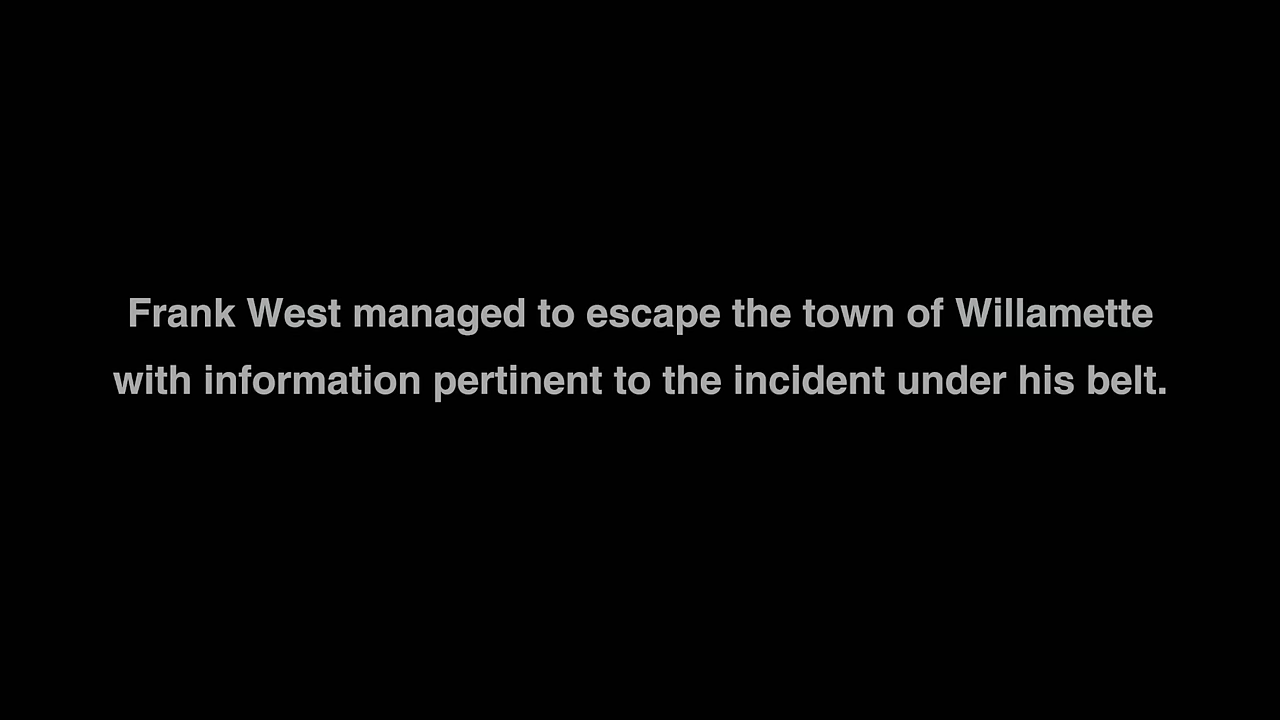 Frank West managed to escape the town of Willamette
with information pertinent to the incident under his belt.